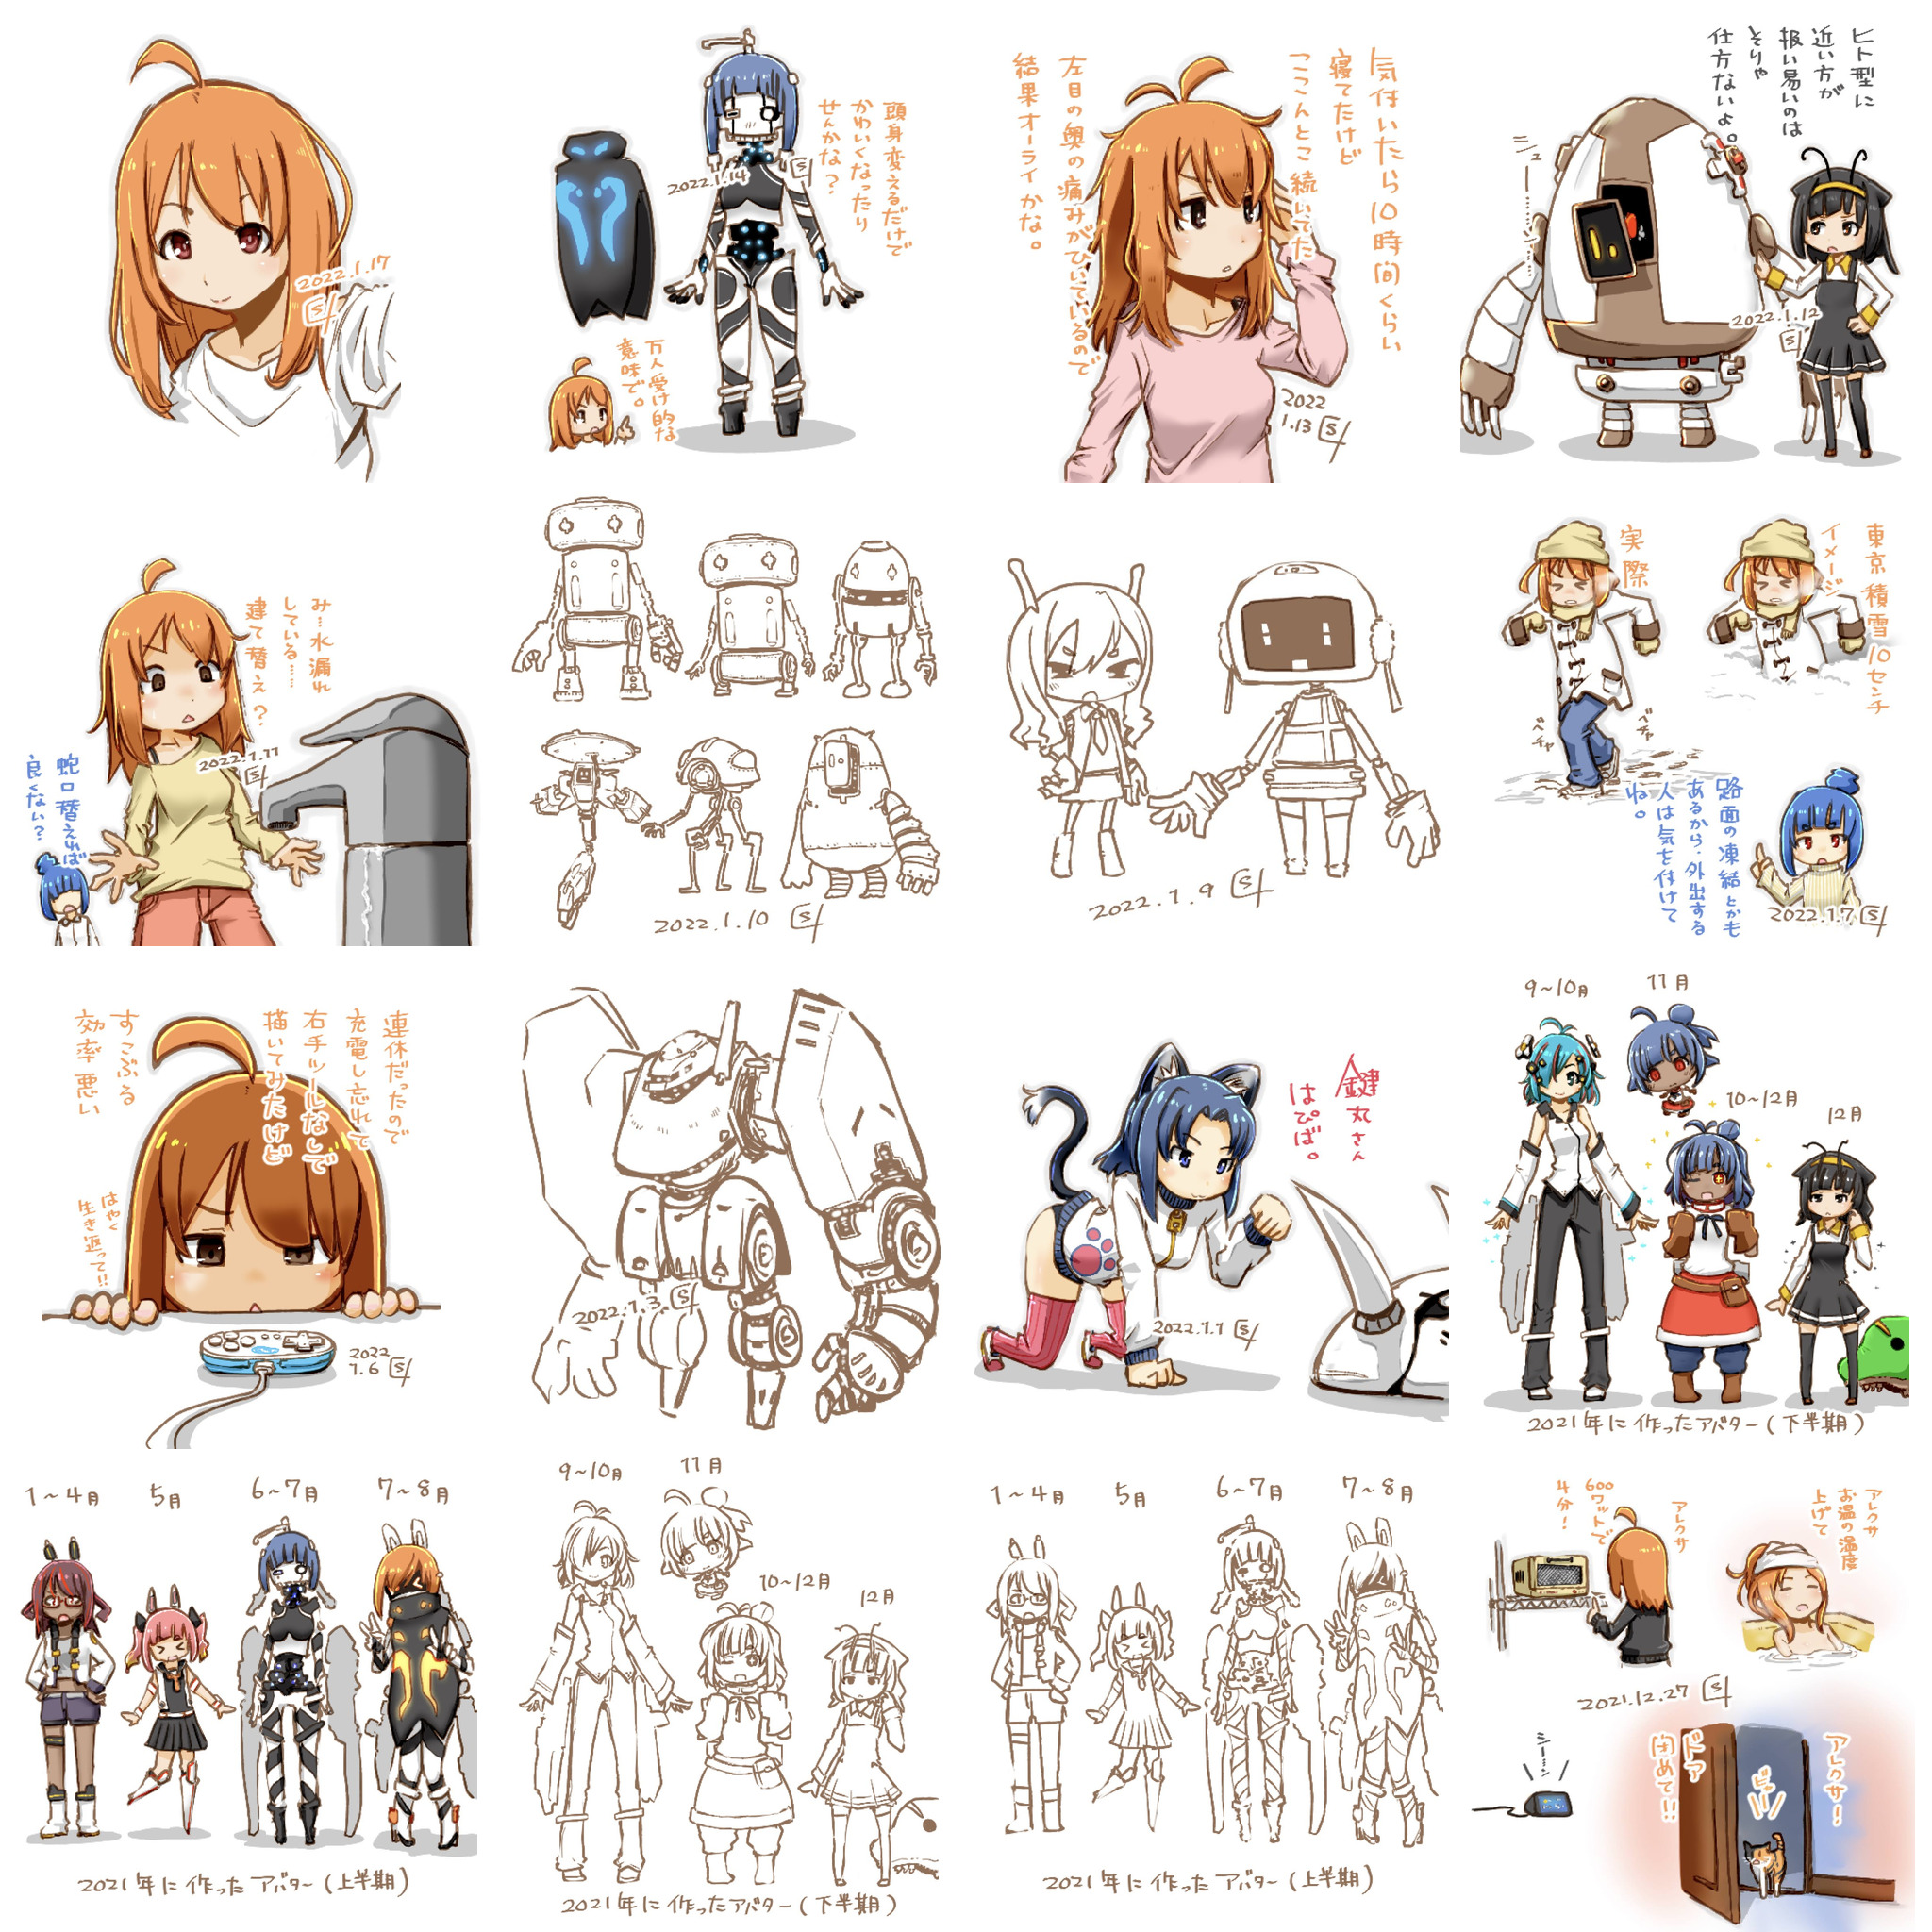 2022.1.17
頭身変えるだけで
かわいくなったり
せんかな?
2022.1.14
万人受け的な
意味で。
気付いたら10時間くらい
寝てたけど
ここんとこ続いてた
左目の奥の痛みがひいているので
結果オーライかな。
2022
1.13
ヒト型に
近い方が
扱い易いのは
そりゃ
仕方ないよ。
2022.1.12
み…水漏れ
している……
建て替え?
2022.1.11
蛇口替えれば
良くない?
2022.1.10
2022.1.9
東京積雪10センチ
イメージ
実際
ベチャ
ベチャ
路面の凍結とかも
あるから、外出する
人は気を付けて
ね。
2022.1.7
連休だったので
充電し忘れて
右手ツールなしで
描いてみたけど
すこぶる
効率悪い
はやく
生き返って!!
2022
1.6
2022.1.3
鍵丸さん
はぴば。
2022.1.1
9~10月
11月
10~12月
12月
2021年に作ったアバター(下半期)
1~4月
5月
6~7月
7~8月
2021年に作ったアバター(上半期)
9~10月
11月
10~12月
12月
2021年に作ったアバター(下半期)
1~4月
5月
6~7月
7~8月
2021年に作ったアバター(上半期)
アレクサ
600ワットで
4分!
アレクサ
お湯の温度
上げて
2021.12.27
アレクサ!
ドア
閉めて!!